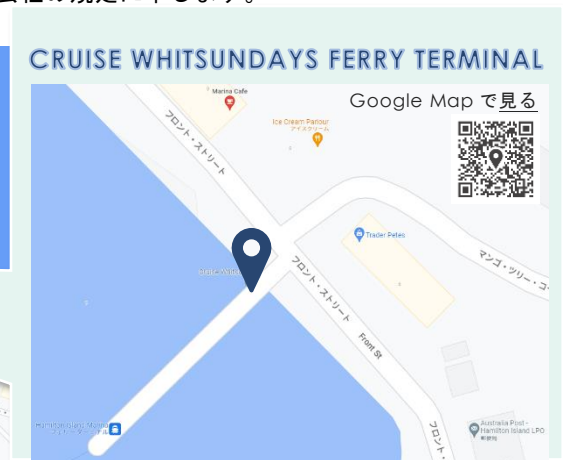 CRUISE WHITSUNDAYS FERRY TERMINAL
Google Map で見る
Marina Cafe
Ice Cream Parlour
アイスクリーム
フロント・ストリート
Trader Petes
マンゴ・ツリー・コ
フロント・ストリート
Front St
Hamilton Island Marina
Australia Post -
Hamilton Island LPO
郵便局
フロント・